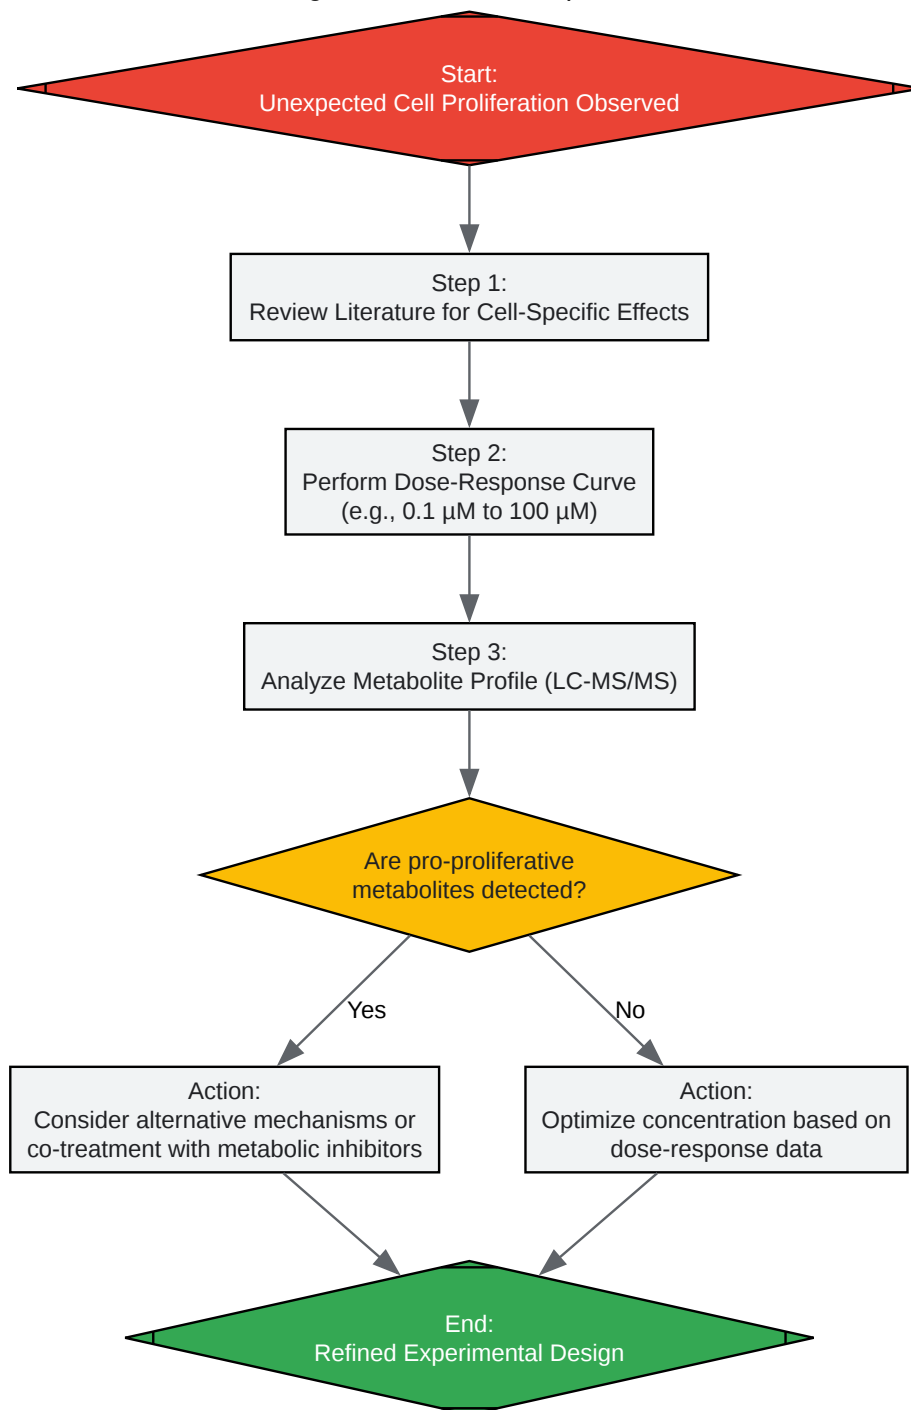 Start:
Unexpected Cell Proliferation Observed
Step 1:
Review Literature for Cell-Specific Effects
Step 2:
Perform Dose-Response Curve
(e.g., 0.1 µM to 100 µM)
Step 3:
Analyze Metabolite Profile (LC-MS/MS)
Are pro-proliferative
metabolites detected?
Yes
No
Action:
Consider alternative mechanisms or
co-treatment with metabolic inhibitors
Action:
Optimize concentration based on
dose-response data
End:
Refined Experimental Design